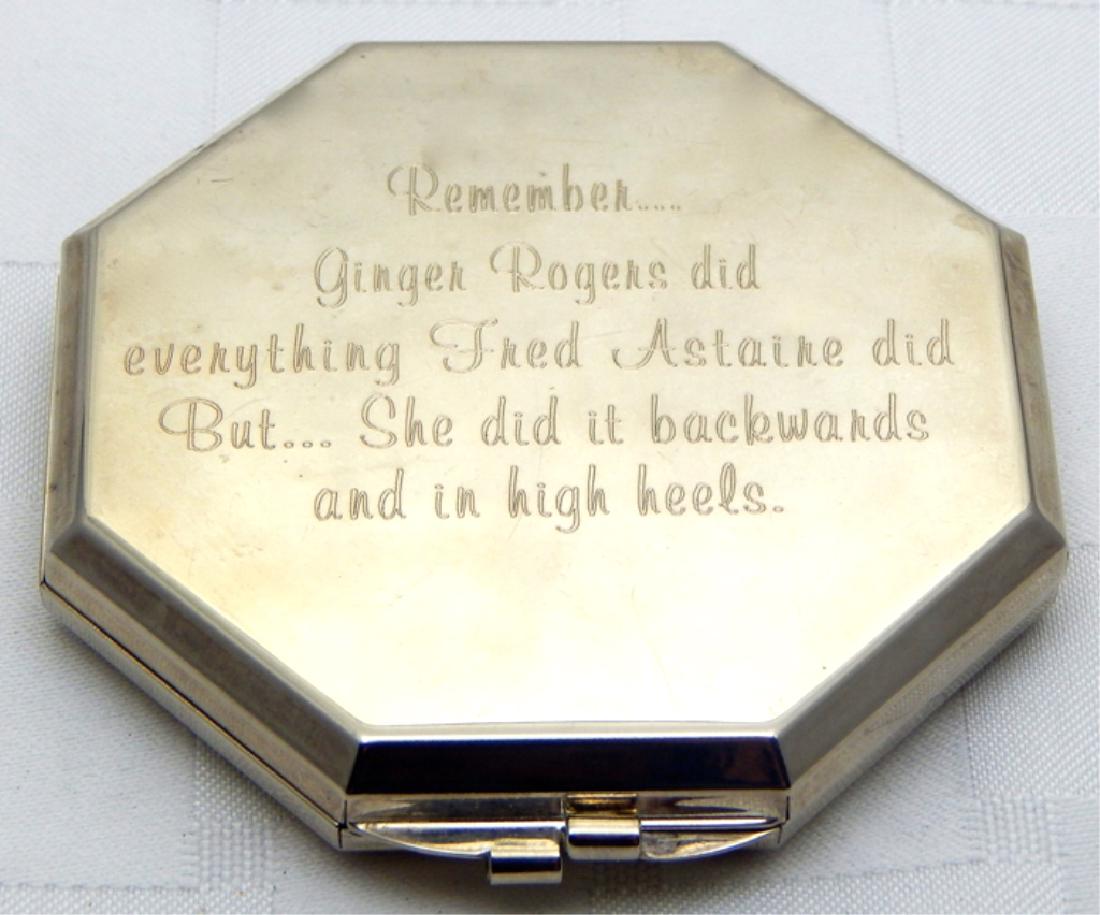 Remember....
Ginger Rogers did
everything Fred Astaire did
But... She did it backwards
and in high heels.